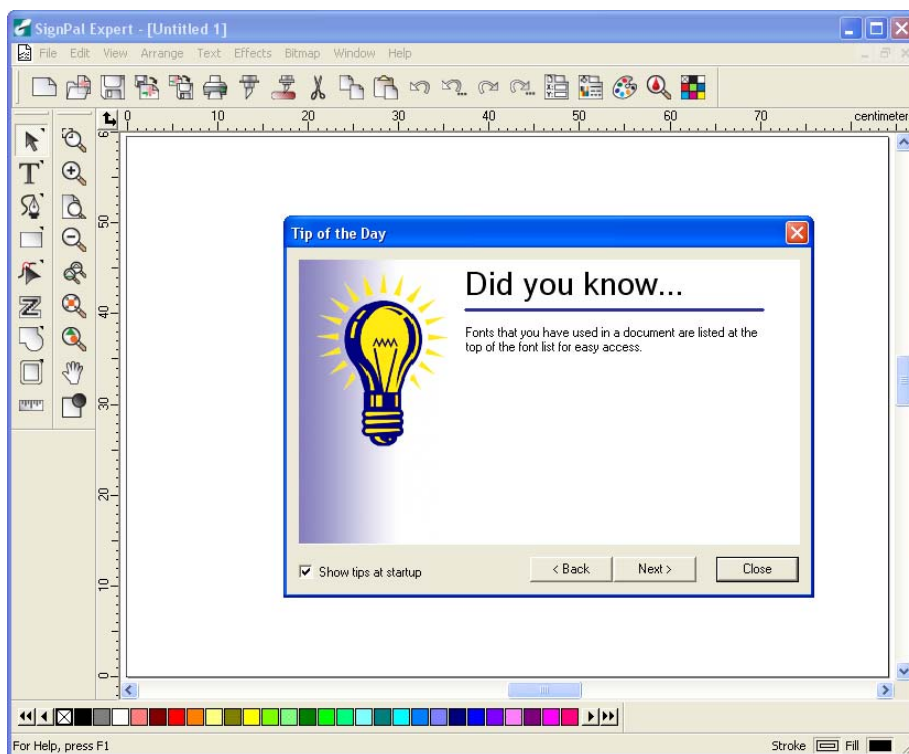 SignPal Expert - [Untitled 1]
File Edit View Arrange Text Effects Bitmap Window Help
0 10 20 30 40 50 60 70 centimeter
60
50
40
30
20
10
0
Tip of the Day
Did you know...
Fonts that you have used in a document are listed at the
top of the font list for easy access.
Show tips at startup
< Back Next > Close
For Help, press F1
Stroke Fill